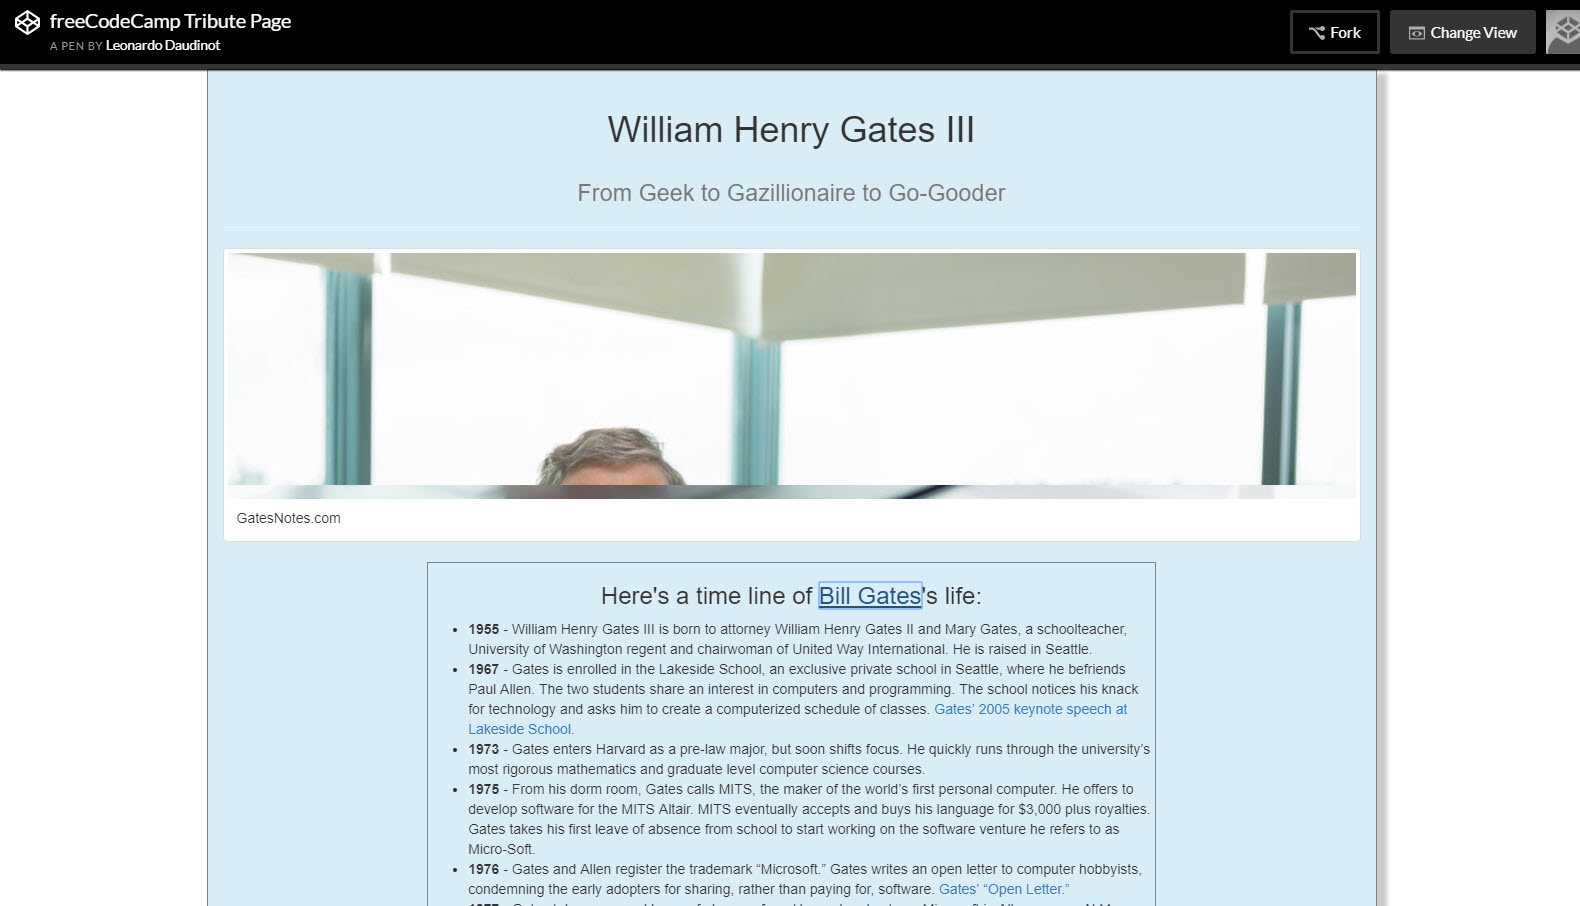 freeCodeCamp Tribute Page
A PEN BY Leonardo Daudinot
Fork
Change View
William Henry Gates III
From Geek to Gazillionaire to Go-Gooder
GatesNotes.com
Here's a time line of Bill Gates's life:
1955 - William Henry Gates III is born to attorney William Henry Gates II and Mary Gates, a schoolteacher,
University of Washington regent and chairwoman of United Way International. He is raised in Seattle.
1967 - Gates is enrolled in the Lakeside School, an exclusive private school in Seattle, where he befriends
Paul Allen. The two students share an interest in computers and programming. The school notices his knack
for technology and asks him to create a computerized schedule of classes. Gates’ 2005 keynote speech at
Lakeside School.
1973 - Gates enters Harvard as a pre-law major, but soon shifts focus. He quickly runs through the university’s
most rigorous mathematics and graduate level computer science courses.
1975 - From his dorm room, Gates calls MITS, the maker of the world’s first personal computer. He offers to
develop software for the MITS Altair. MITS eventually accepts and buys his language for $3,000 plus royalties.
Gates takes his first leave of absence from school to start working on the software venture he refers to as
Micro-Soft.
1976 - Gates and Allen register the trademark “Microsoft.” Gates writes an open letter to computer hobbyists,
condemning the early adopters for sharing, rather than paying for, software. Gates’ “Open Letter.”